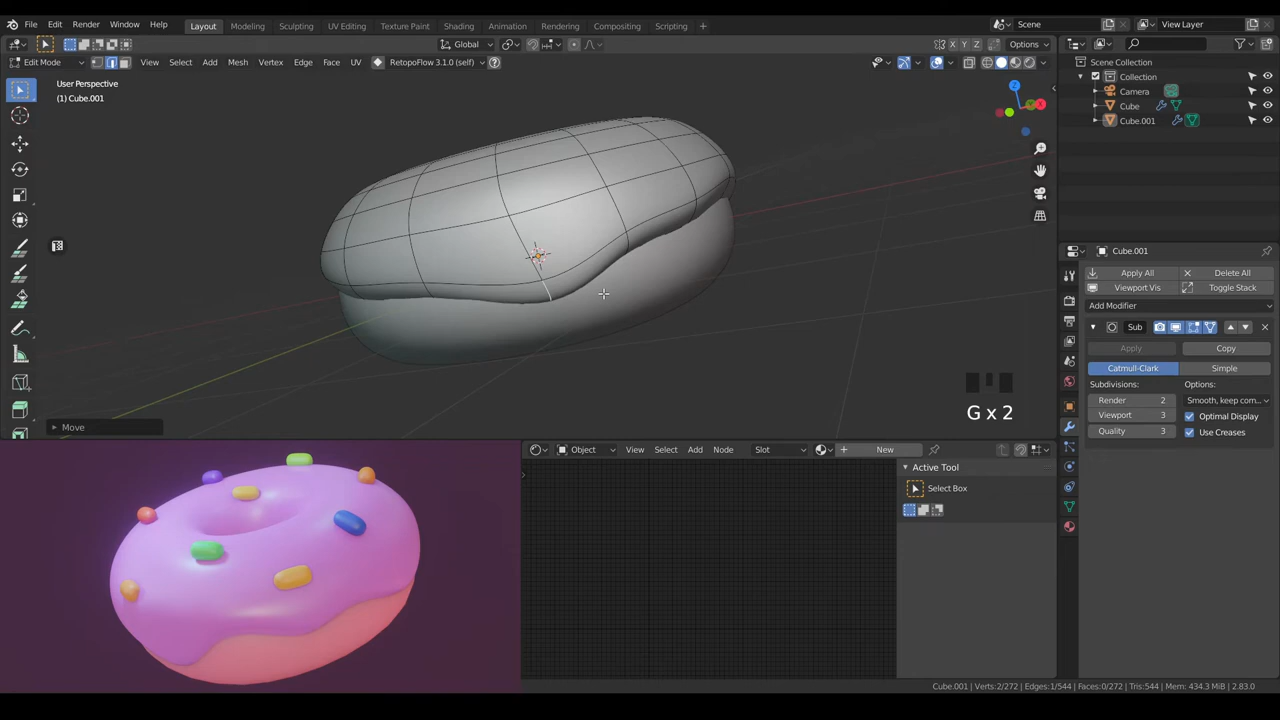 File Edit Render Window Help Layout Modeling Sculpting UV Editing Texture Paint Shading Animation Rendering Compositing Scripting + Scene View Layer
Global X Y Z Options
Edit Mode View Select Add Mesh Vertex Edge Face UV RetopoFlow 3.1.0 (self)
User Perspective
(1) Cube.001
Z
X
Y
Scene Collection
Collection
Camera
Cube
Cube.001
Cube.001
Apply All Delete All
Viewport Vis Toggle Stack
Add Modifier
Sub
Apply Copy
Catmull-Clark Simple
Subdivisions: Options:
Render 2 Smooth, keep com...
Viewport 3 Optimal Display
Quality 3 Use Creases
G x 2
Move
Object View Select Add Node Slot New
Active Tool
Select Box
Cube.001 | Verts:2/272 | Edges:1/544 | Faces:0/272 | Tris:544 | Mem: 434.3 MiB | 2.83.0